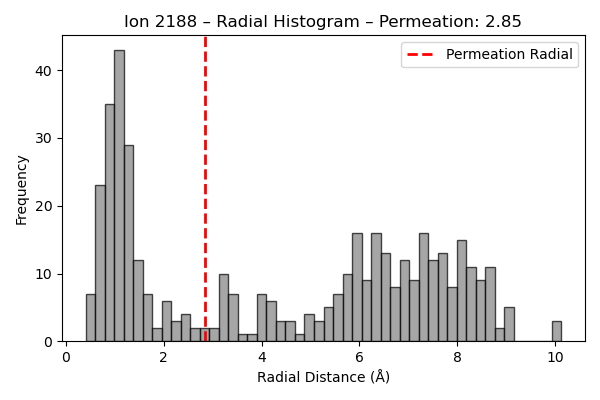 Ion 2188 – Radial Histogram – Permeation: 2.85
Permeation Radial
Frequency
40
30
20
10
0
0 2 4 6 8 10
Radial Distance (Å)